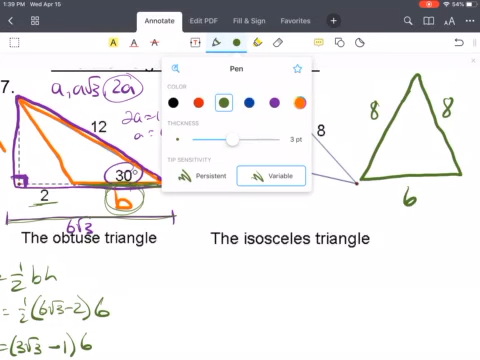 1:39 PM Wed Apr 15
54%
Annotate Edit PDF Fill & Sign Favorites
7.
a, a√3, 2a
Pen
COLOR
THICKNESS
3 pt
TIP SENSITIVITY
Persistent Variable
12
2a=
a=
30°
2
b
6√3
8
8
8
6
The obtuse triangle
The isosceles triangle
= 1/2 bh
= 1/2 (6√3-2) 6
= (3√3 -1) 6